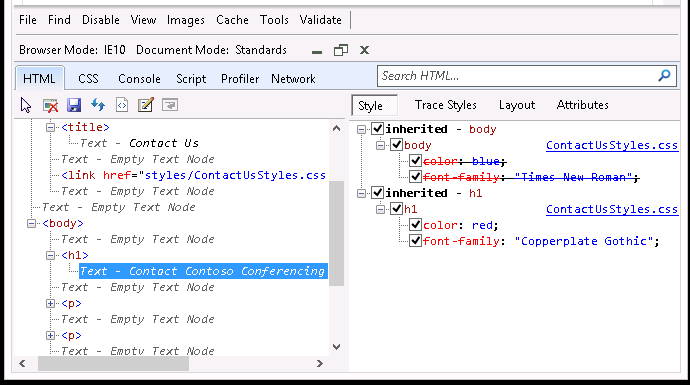 File Find Disable View Images Cache Tools Validate
Browser Mode: IE10 Document Mode: Standards
HTML CSS Console Script Profiler Network
Search HTML...
Style Trace Styles Layout Attributes
<title>
Text - Contact Us
Text - Empty Text Node
<link href="styles/ContactUsStyles.css
Text - Empty Text Node
Text - Empty Text Node
<body>
Text - Empty Text Node
<h1>
Text - Contact Contoso Conferencing
Text - Empty Text Node
<p>
Text - Empty Text Node
<p>
Text - Empty Text Node
inherited - body
body ContactUsStyles.css
color: blue;
font-family: "Times New Roman";
inherited - h1
h1 ContactUsStyles.css
color: red;
font-family: "Copperplate Gothic";